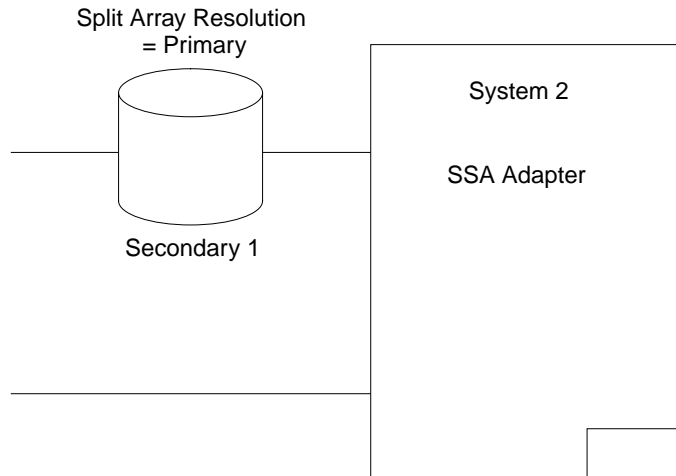 Split Array Resolution
= Primary
System 2
SSA Adapter
Secondary 1